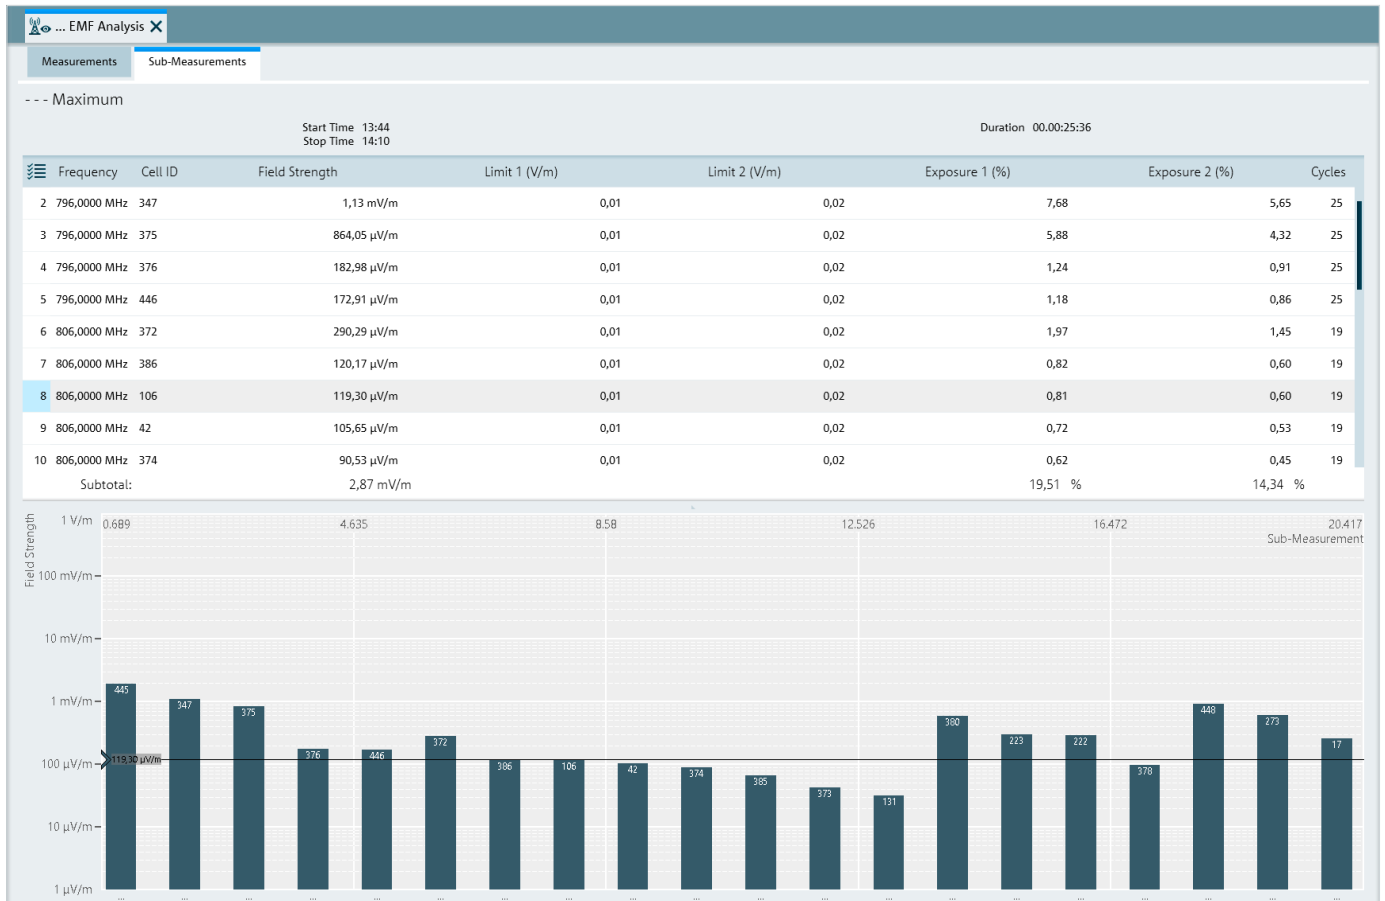 ... EMF Analysis
Measurements Sub-Measurements
- - - Maximum
Start Time 13:44
Stop Time 14:10
Duration 00.00:25:36
Frequency Cell ID Field Strength Limit 1 (V/m) Limit 2 (V/m) Exposure 1 (%) Exposure 2 (%) Cycles
2 796,0000 MHz 347 1,13 mV/m 0,01 0,02 7,68 5,65 25
3 796,0000 MHz 375 864,05 µV/m 0,01 0,02 5,88 4,32 25
4 796,0000 MHz 376 182,98 µV/m 0,01 0,02 1,24 0,91 25
5 796,0000 MHz 446 172,91 µV/m 0,01 0,02 1,18 0,86 25
6 806,0000 MHz 372 290,29 µV/m 0,01 0,02 1,97 1,45 19
7 806,0000 MHz 386 120,17 µV/m 0,01 0,02 0,82 0,60 19
8 806,0000 MHz 106 119,30 µV/m 0,01 0,02 0,81 0,60 19
9 806,0000 MHz 42 105,65 µV/m 0,01 0,02 0,72 0,53 19
10 806,0000 MHz 374 90,53 µV/m 0,01 0,02 0,62 0,45 19
Subtotal: 2,87 mV/m 19,51 % 14,34 %
Field Strength
1 V/m 0.689 4.635 8.58 12.526 16.472 20.417
Sub-Measurement
100 mV/m
10 mV/m
1 mV/m
100 µV/m
10 µV/m
1 µV/m
119,30 µV/m
445 347 375 376 446 372 386 106 42 374 385 373 131 380 223 222 378 448 273 17
... ... ... ... ... ... ... ... ... ... ... ... ... ... ... ... ... ... ... ...